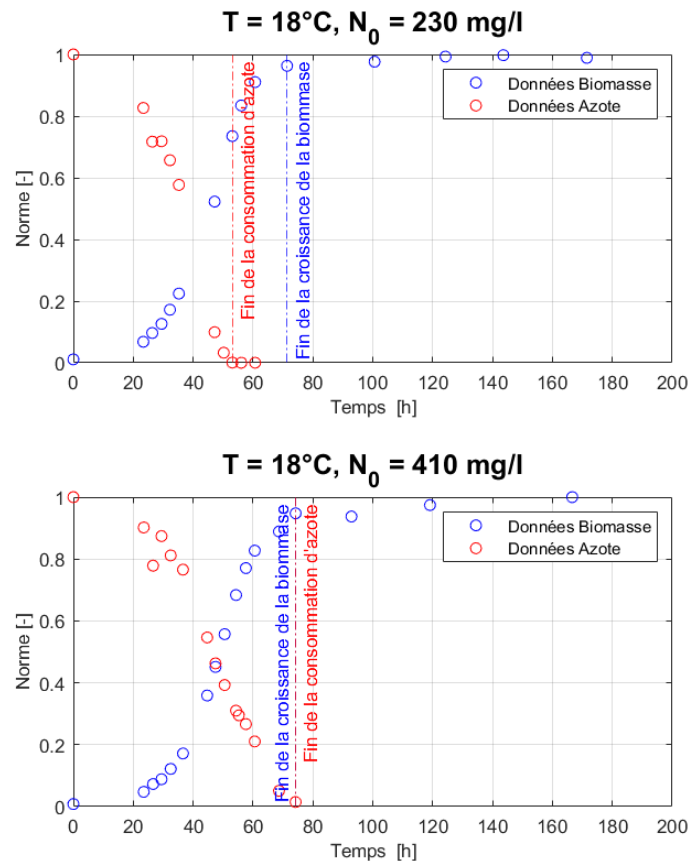 T = 18°C, N0 = 230 mg/l
1
0.8
0.6
0.4
0.2
0
Norme [-]
Données Biomasse
Données Azote
Fin de la consommation d'azote
Fin de la croissance de la biommase
0 20 40 60 80 100 120 140 160 180 200
Temps [h]
T = 18°C, N0 = 410 mg/l
1
0.8
0.6
0.4
0.2
0
Norme [-]
Données Biomasse
Données Azote
Fin de la croissance de la biommase
Fin de la consommation d'azote
0 20 40 60 80 100 120 140 160 180 200
Temps [h]